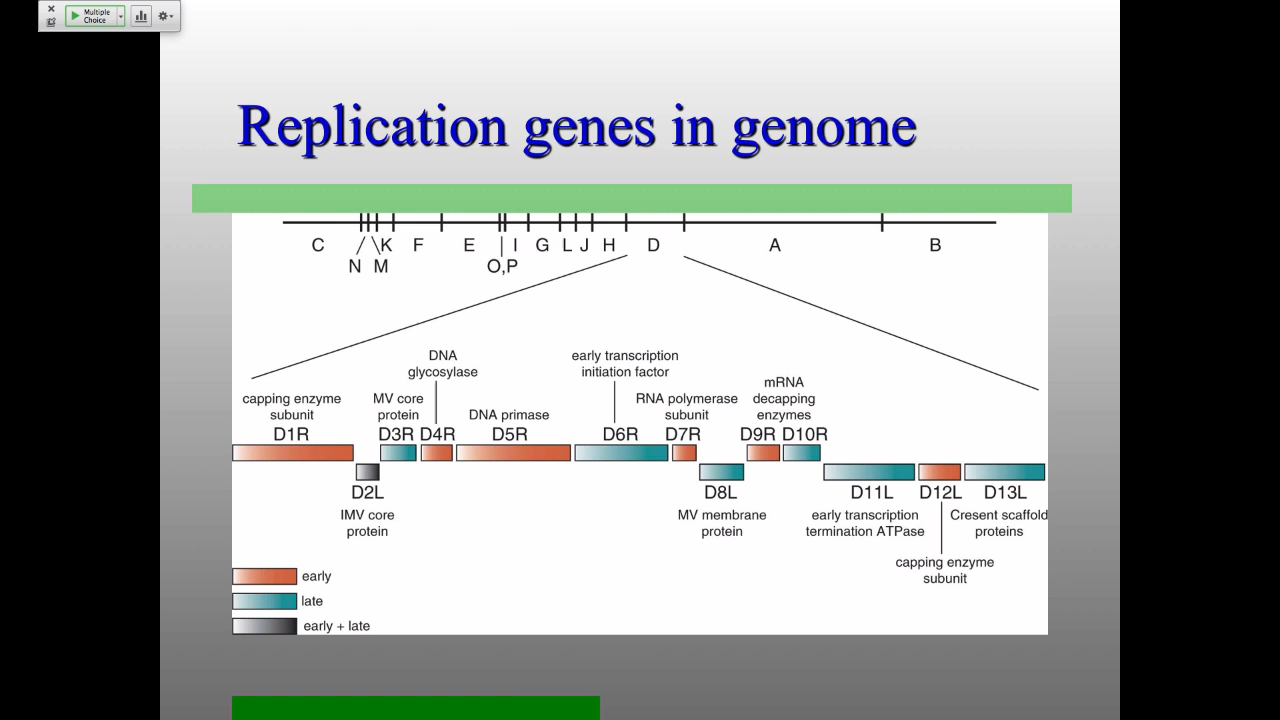 Multiple
Choice
Replication genes in genome
C K F E I G L J H D A B
N M O,P
DNA
glycosylase
early transcription
initiation factor
capping enzyme
subunit
MV core
protein
DNA primase
RNA polymerase
subunit
mRNA
decapping
enzymes
D1R D3R D4R D5R D6R D7R D9R D10R
D2L D8L D11L D12L D13L
IMV core
protein
MV membrane
protein
early transcription
termination ATPase
Cresent scaffold
proteins
capping enzyme
subunit
early
late
early + late